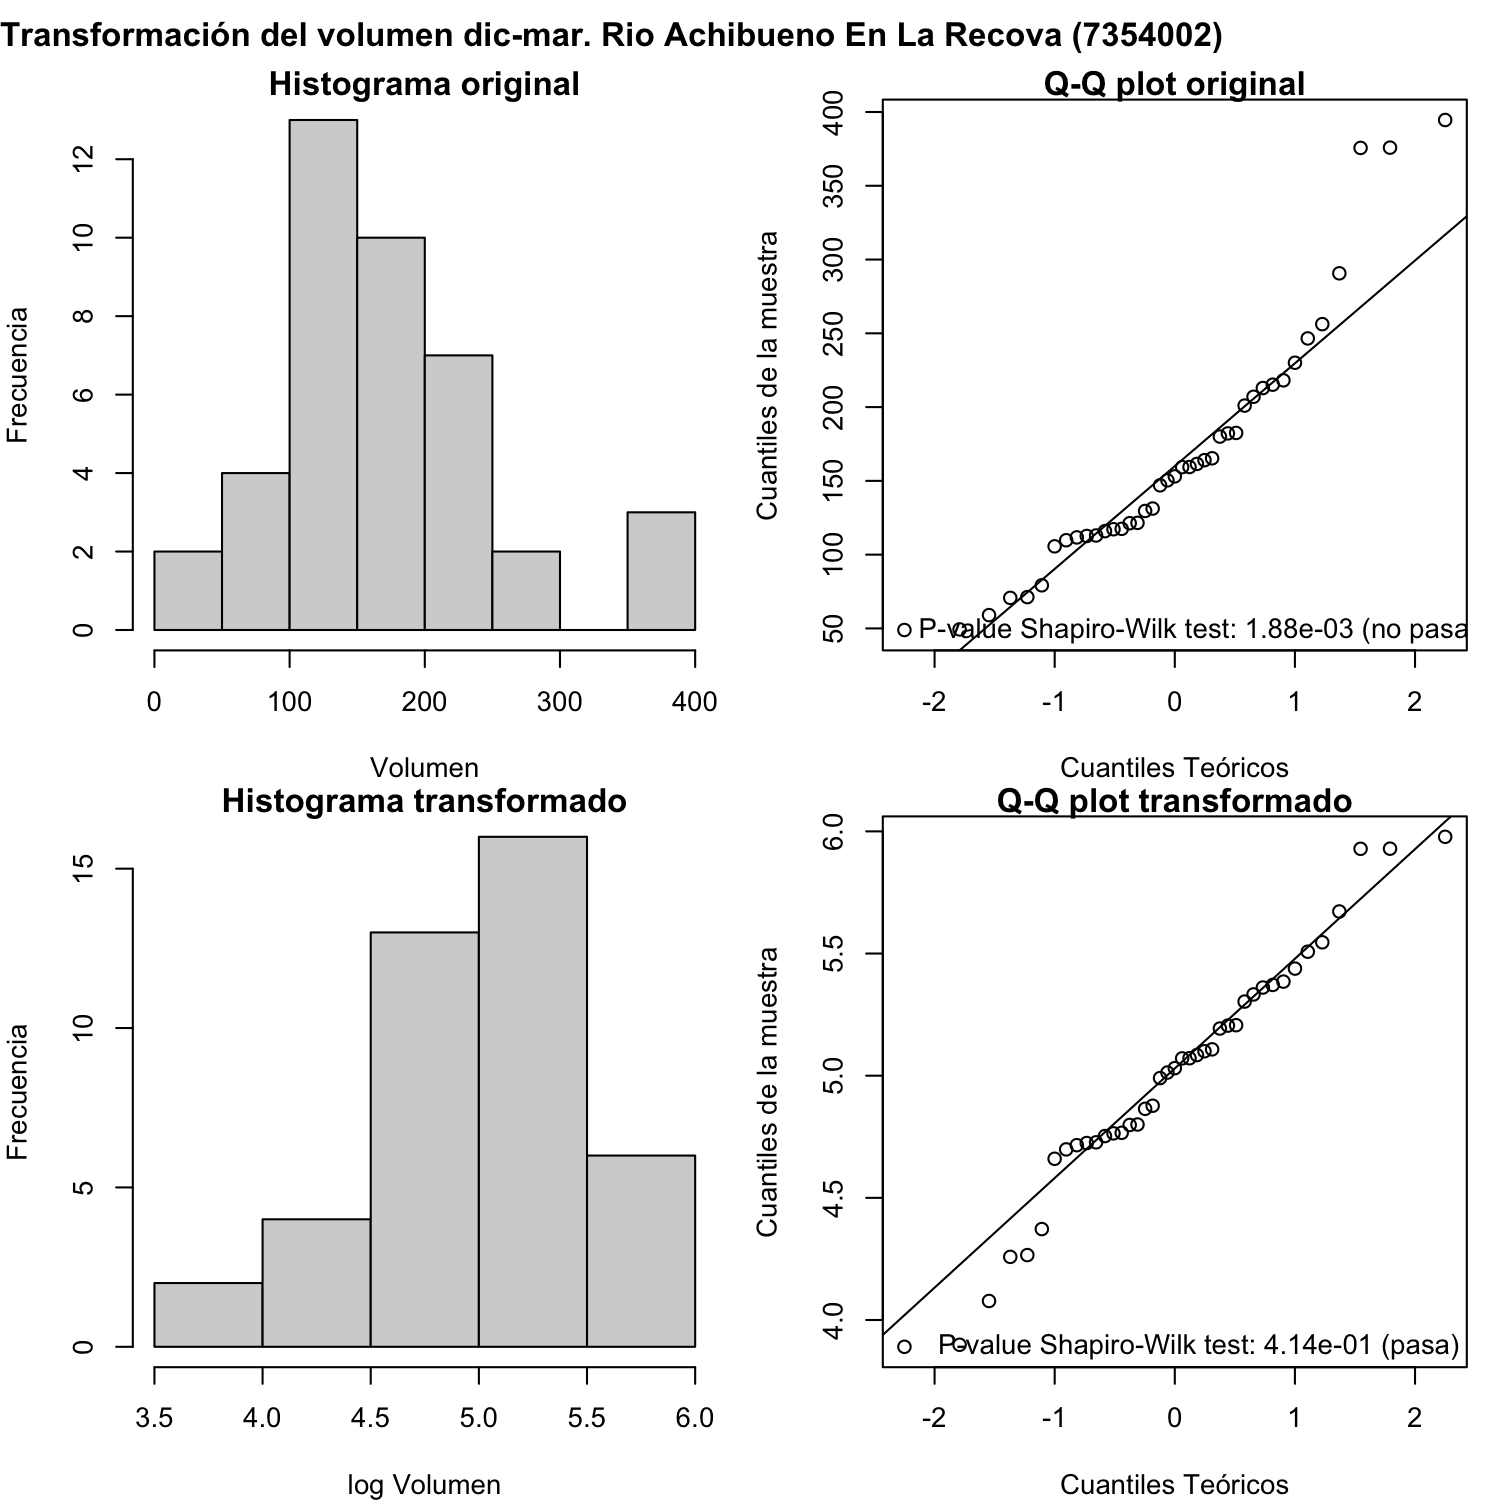 Transformación del volumen dic-mar. Rio Achibueno En La Recova (7354002)
Histograma original
Frecuencia
12
10
8
6
4
2
0
0 100 200 300 400
Volumen
Q-Q plot original
Cuantiles de la muestra
400
350
300
250
200
150
100
50
P-value Shapiro-Wilk test: 1.88e-03 (no pasa
-2 -1 0 1 2
Cuantiles Teóricos
Histograma transformado
Frecuencia
15
10
5
0
3.5 4.0 4.5 5.0 5.5 6.0
log Volumen
Q-Q plot transformado
Cuantiles de la muestra
6.0
5.5
5.0
4.5
4.0
P-value Shapiro-Wilk test: 4.14e-01 (pasa)
-2 -1 0 1 2
Cuantiles Teóricos